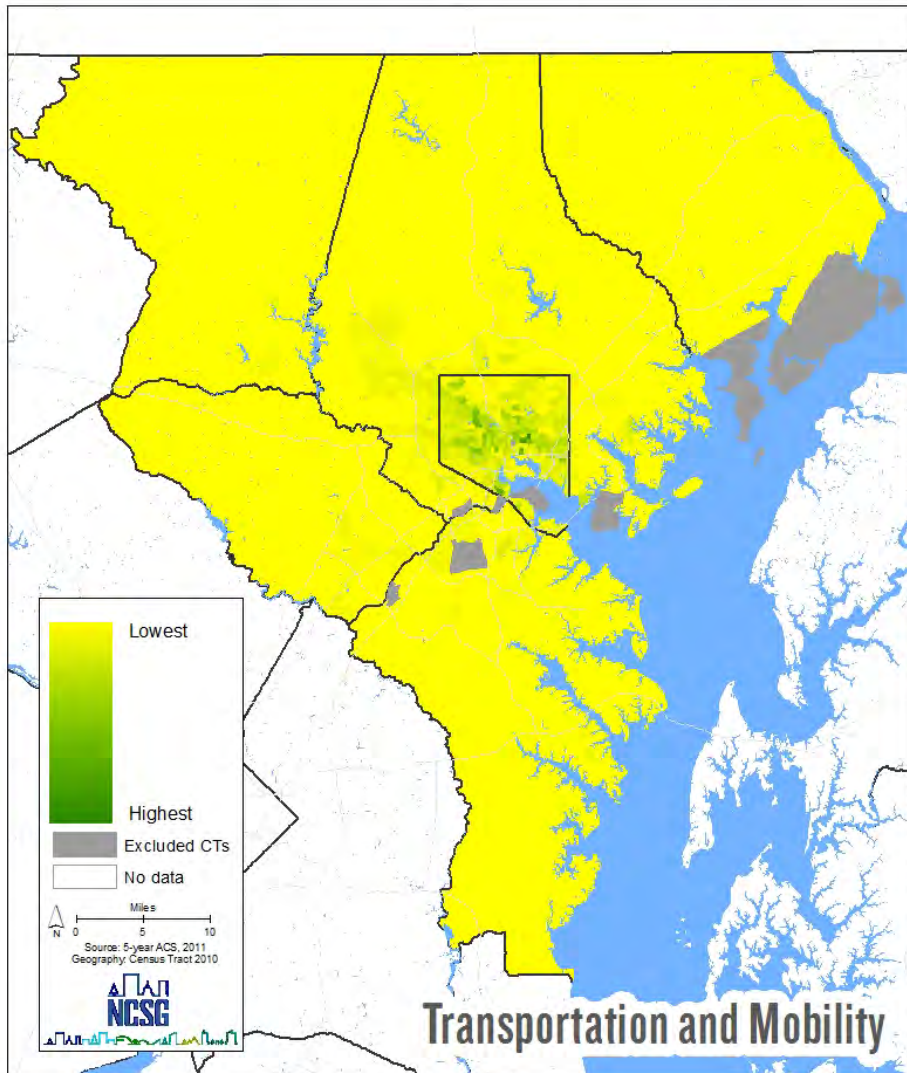 Lowest
Highest
Excluded CTs
No data
Miles
N
0 5 10
Source: 5-year ACS, 2011
Geography: Census Tract 2010
NCSG
Transportation and Mobility